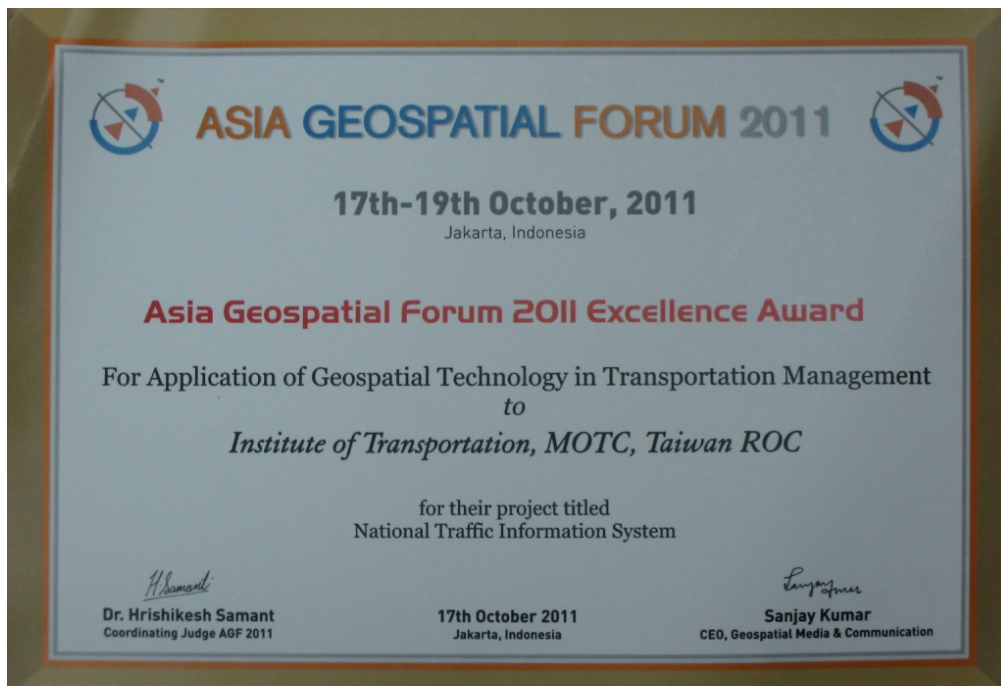 ASIA GEOSPATIAL FORUM 2011
17th-19th October, 2011
Jakarta, Indonesia
Asia Geospatial Forum 2011 Excellence Award
For Application of Geospatial Technology in Transportation Management
to
Institute of Transportation, MOTC, Taiwan ROC
for their project titled
National Traffic Information System
H. Samant
Dr. Hrishikesh Samant
Coordinating Judge AGF 2011
17th October 2011
Jakarta, Indonesia
Sanjay Kumar
CEO, Geospatial Media & Communication